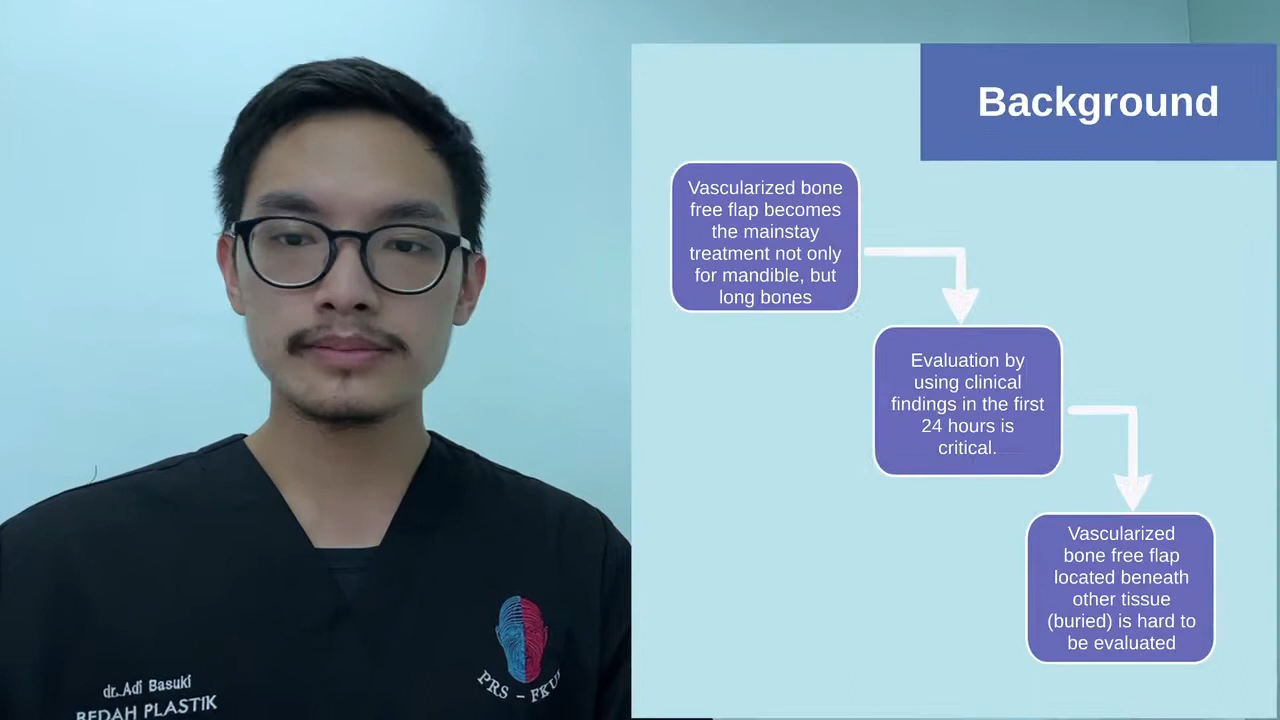 Background
Vascularized bone
free flap becomes
the mainstay
treatment not only
for mandible, but
long bones
Evaluation by
using clinical
findings in the first
24 hours is
critical.
Vascularized
bone free flap
located beneath
other tissue
(buried) is hard to
be evaluated
dr. Adi Basuki
BEDAH PLASTIK
PRS - FKUI